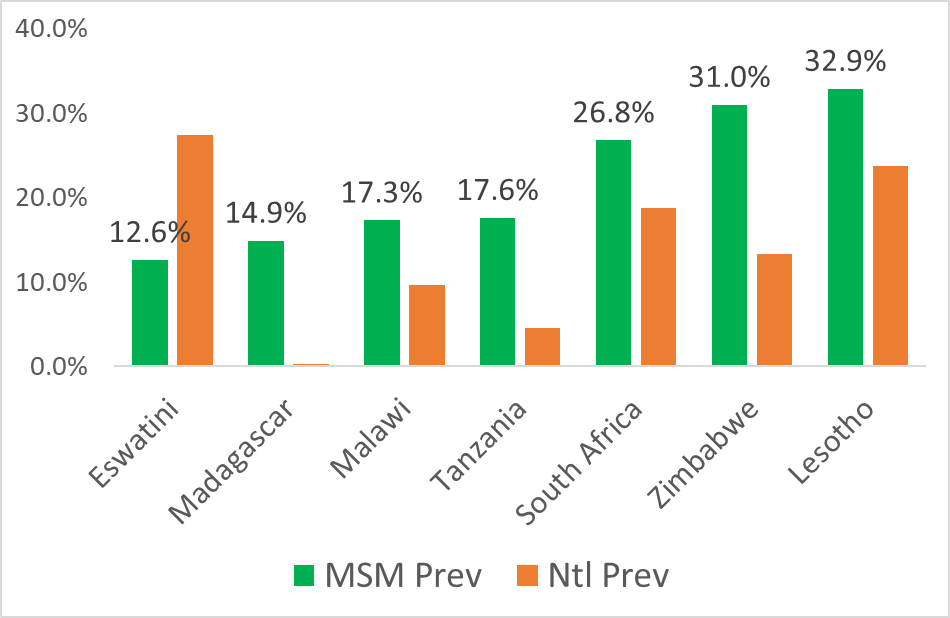 40.0%
30.0%
20.0%
10.0%
0.0%
12.6%
14.9%
17.3%
17.6%
26.8%
31.0%
32.9%
Eswatini
Madagascar
Malawi
Tanzania
South Africa
Zimbabwe
Lesotho
MSM Prev Ntl Prev